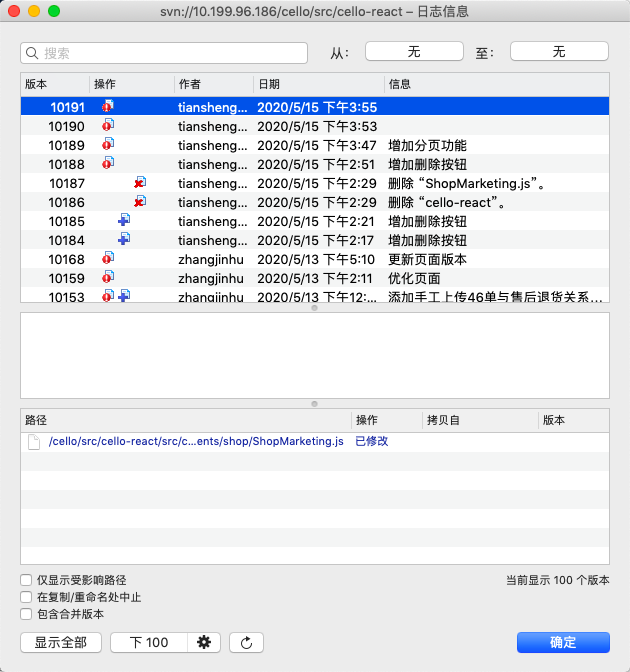 svn://10.199.96.186/cello/src/cello-react – 日志信息
搜索 从: 无 至: 无
版本 操作 作者 日期 信息
10191 tiansheng... 2020/5/15 下午3:55
10190 tiansheng... 2020/5/15 下午3:53
10189 tiansheng... 2020/5/15 下午3:47 增加分页功能
10188 tiansheng... 2020/5/15 下午2:51 增加删除按钮
10187 tiansheng... 2020/5/15 下午2:29 删除 “ShopMarketing.js”。
10186 tiansheng... 2020/5/15 下午2:29 删除 “cello-react”。
10185 tiansheng... 2020/5/15 下午2:21 增加删除按钮
10184 tiansheng... 2020/5/15 下午2:17 增加删除按钮
10168 zhangjinhu 2020/5/13 下午5:10 更新页面版本
10159 zhangjinhu 2020/5/13 下午2:11 优化页面
10153 zhangjinhu 2020/5/13 下午12:... 添加手工上传46单与售后退货关系...
路径 操作 拷贝自 版本
/cello/src/cello-react/src/c...ents/shop/ShopMarketing.js 已修改
仅显示受影响路径 当前显示 100 个版本
在复制/重命名处中止
包含合并版本
显示全部 下 100 确定